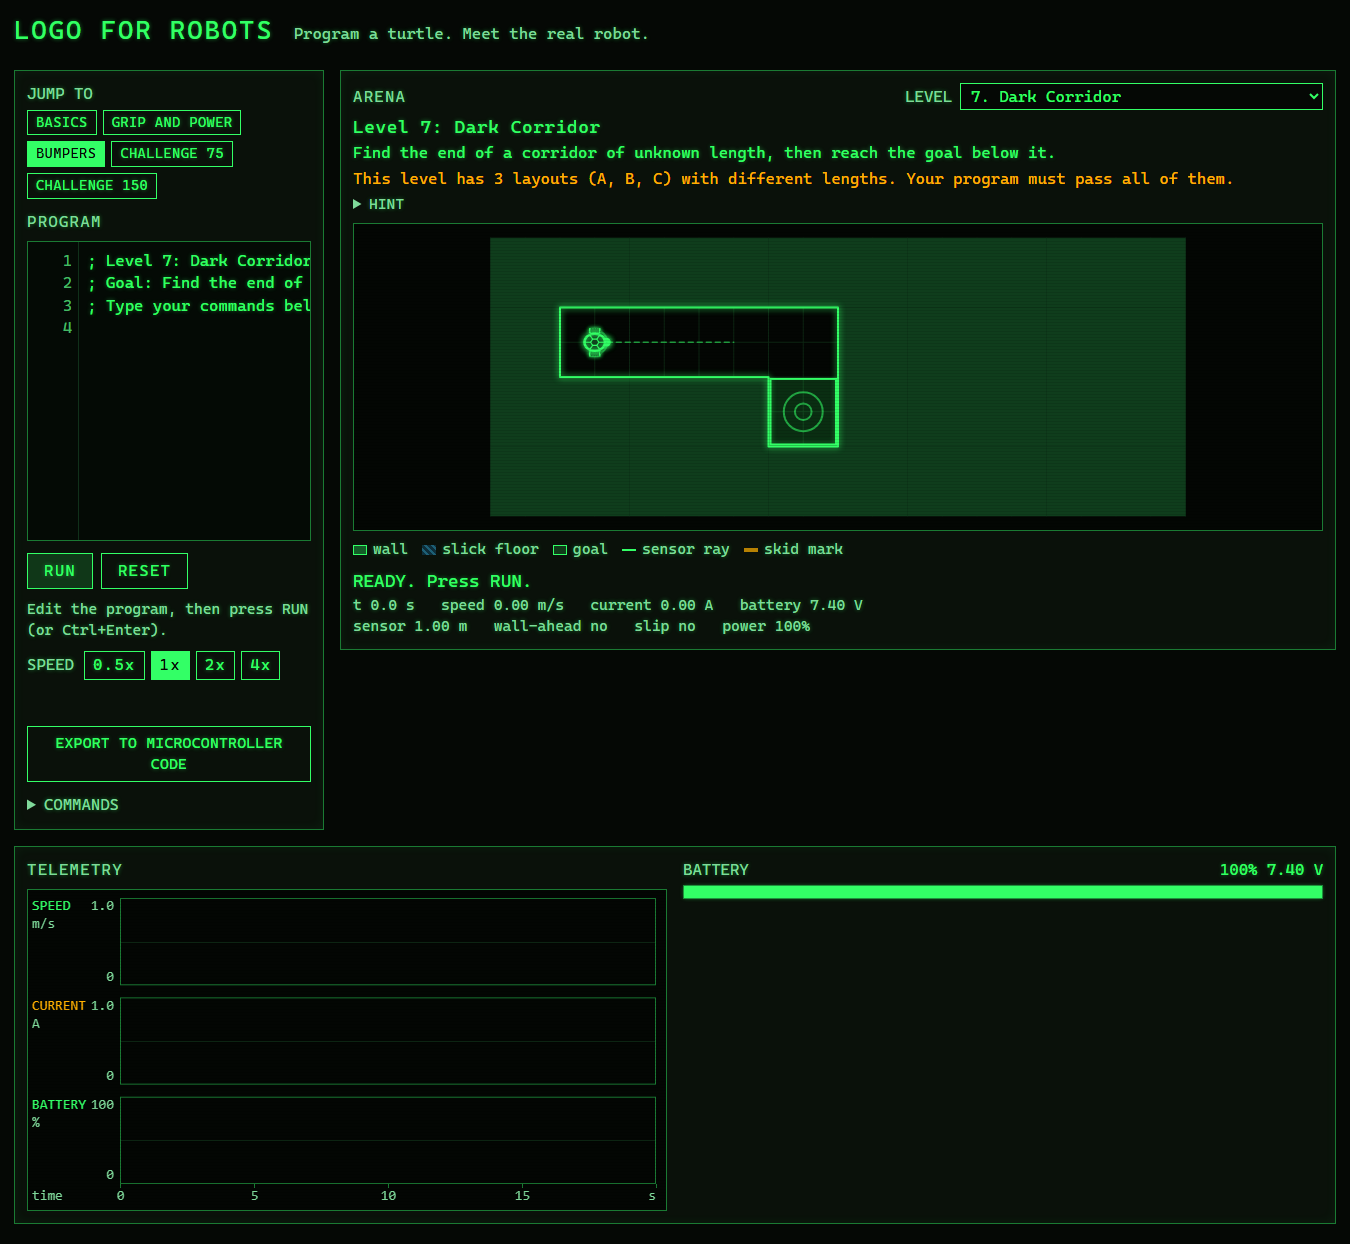 LOGO FOR ROBOTS Program a turtle. Meet the real robot.
JUMP TO
BASICS GRIP AND POWER
BUMPERS CHALLENGE 75
CHALLENGE 150
PROGRAM
1 ; Level 7: Dark Corridor
2 ; Goal: Find the end of
3 ; Type your commands bel
4
RUN RESET
Edit the program, then press RUN
(or Ctrl+Enter).
SPEED 0.5x 1x 2x 4x
EXPORT TO MICROCONTROLLER
CODE
▶ COMMANDS
ARENA LEVEL 7. Dark Corridor
Level 7: Dark Corridor
Find the end of a corridor of unknown length, then reach the goal below it.
This level has 3 layouts (A, B, C) with different lengths. Your program must pass all of them.
▶ HINT
wall slick floor goal sensor ray skid mark
READY. Press RUN.
t 0.0 s speed 0.00 m/s current 0.00 A battery 7.40 V
sensor 1.00 m wall-ahead no slip no power 100%
TELEMETRY
SPEED 1.0
m/s
0
CURRENT 1.0
A
0
BATTERY 100
%
0
time 0 5 10 15 s
BATTERY 100% 7.40 V